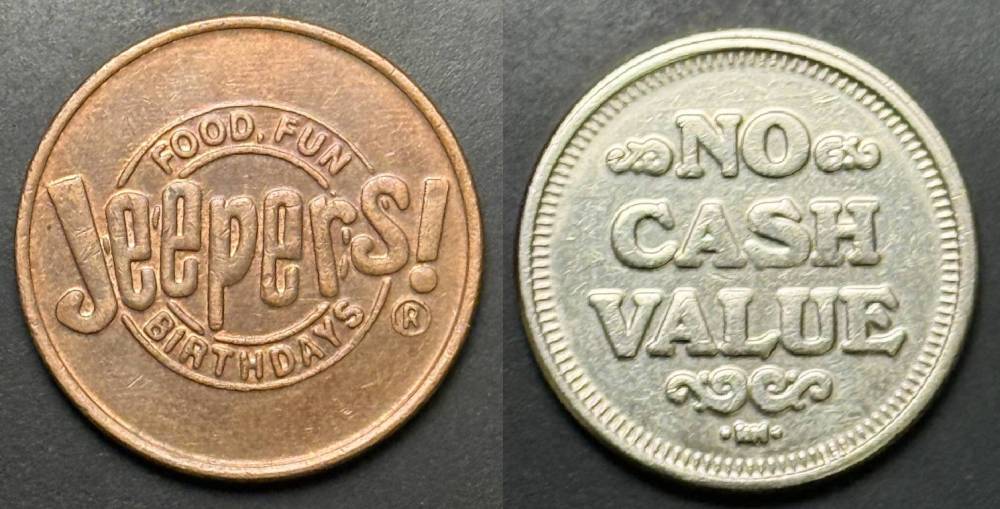 FOOD, FUN
Jeepers!
®
BIRTHDAYS
NO
CASH
VALUE